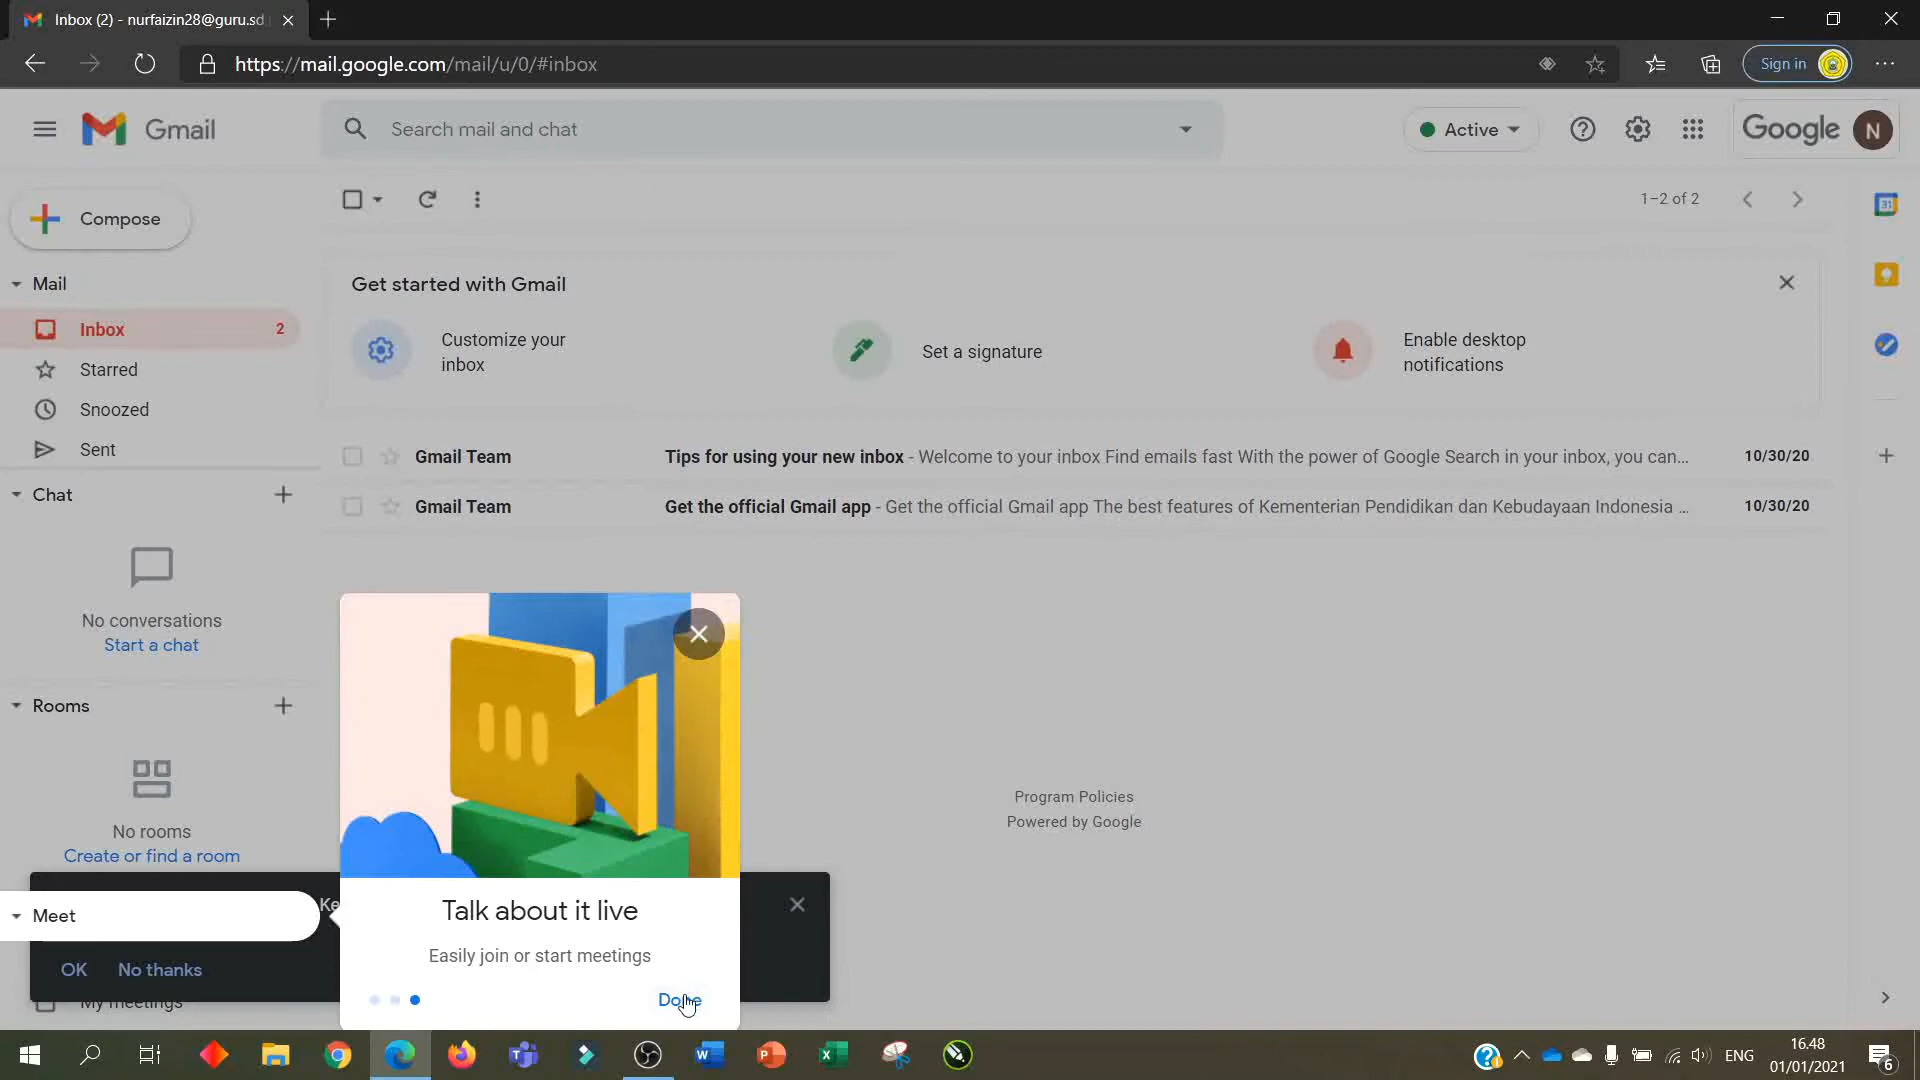 Inbox (2) - nurfaizin28@guru.sd
https://mail.google.com/mail/u/0/#inbox
Sign in
Gmail
Search mail and chat
Active
Google
N
Compose
1–2 of 2
Mail
Get started with Gmail
Inbox
2
Customize your
inbox
Set a signature
Enable desktop
notifications
Starred
Snoozed
Sent
Gmail Team
Tips for using your new inbox - Welcome to your inbox Find emails fast With the power of Google Search in your inbox, you can...
10/30/20
Gmail Team
Get the official Gmail app - Get the official Gmail app The best features of Kementerian Pendidikan dan Kebudayaan Indonesia ...
10/30/20
Chat
No conversations
Start a chat
Rooms
No rooms
Create or find a room
Program Policies
Powered by Google
Meet
Talk about it live
Easily join or start meetings
OK
No thanks
Done
My meetings
31
ENG
16.48
01/01/2021
6